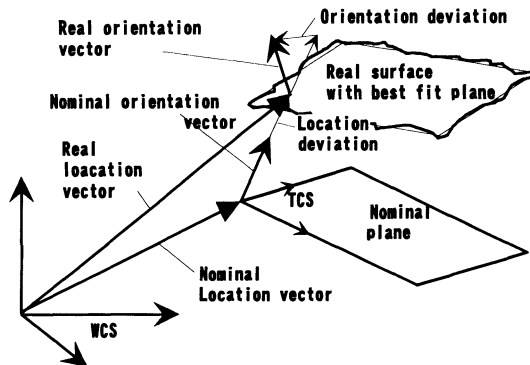 Real orientation
vector
Orientation deviation
Real surface
with best fit plane
Nominal orientation
vector
Location
deviation
Real
loacation
vector
TCS
Nominal
plane
Nominal
Location vector
WCS